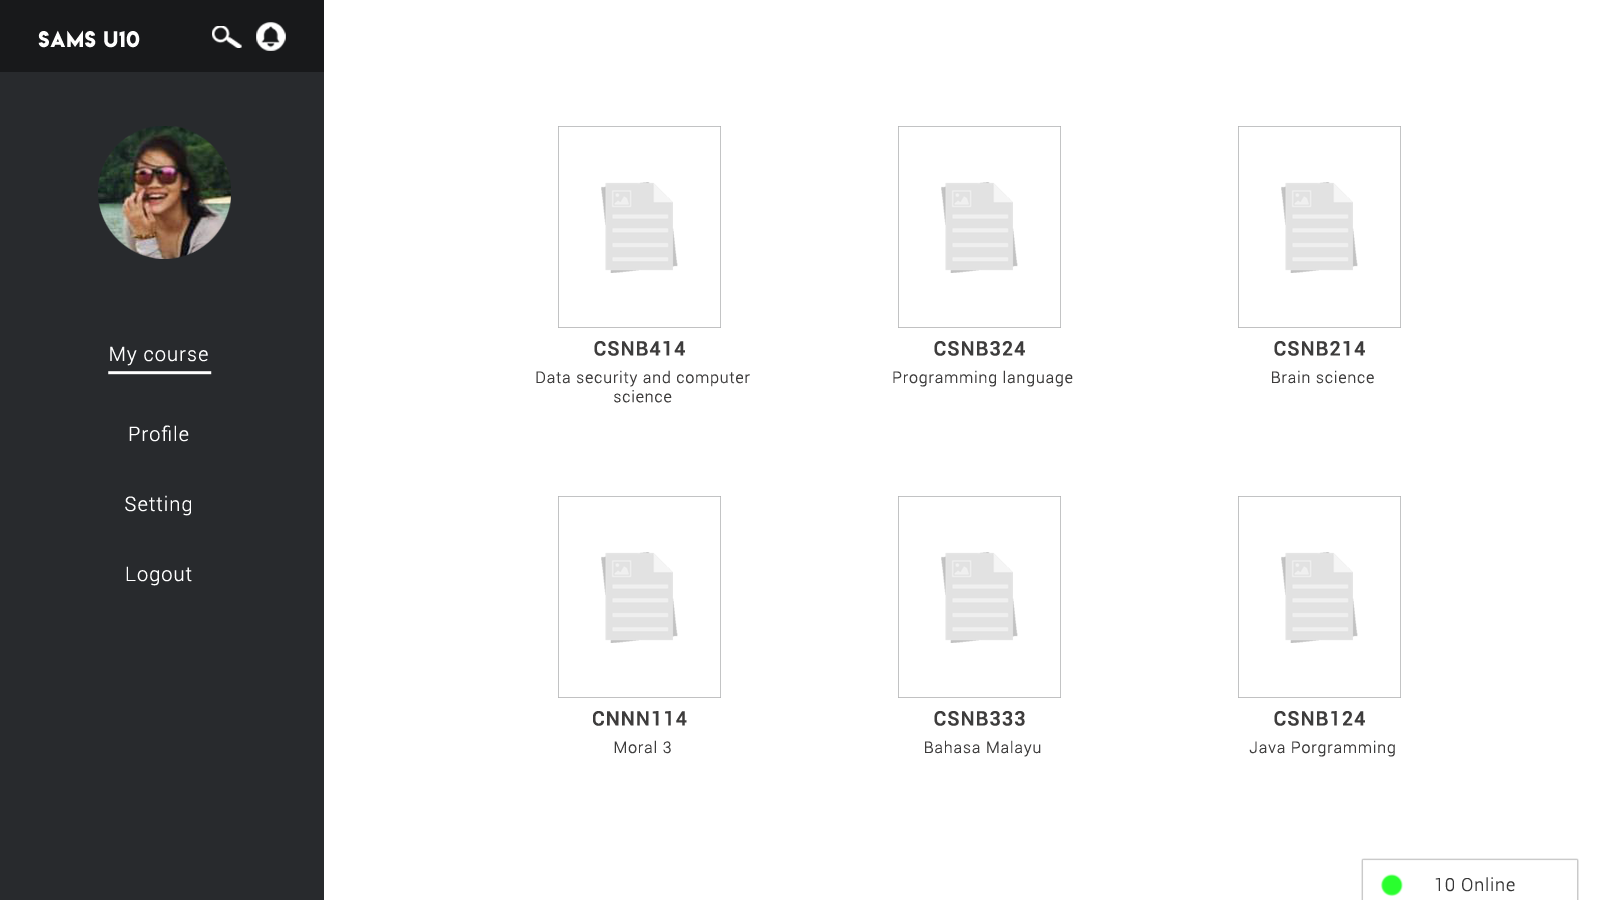 SAMS U10
My course
Profile
Setting
Logout
CSNB414
Data security and computer
science
CSNB324
Programming language
CSNB214
Brain science
CNNN114
Moral 3
CSNB333
Bahasa Malayu
CSNB124
Java Porgramming
10 Online